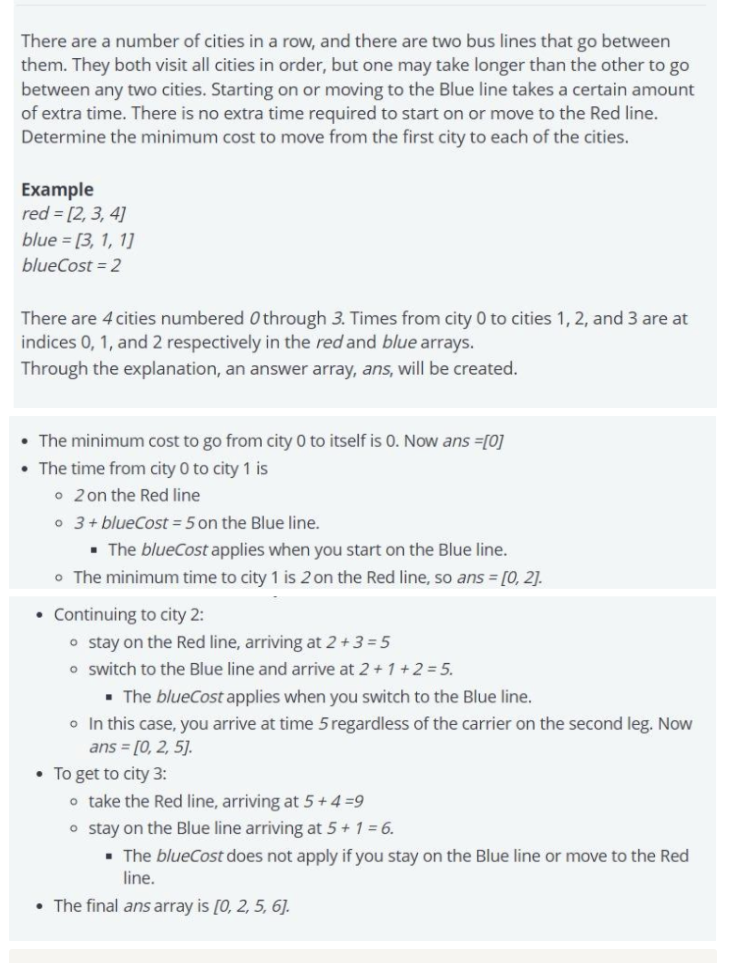 There are a number of cities in a row, and there are two bus lines that go between
them. They both visit all cities in order, but one may take longer than the other to go
between any two cities. Starting on or moving to the Blue line takes a certain amount
of extra time. There is no extra time required to start on or move to the Red line.
Determine the minimum cost to move from the first city to each of the cities.
Example
red = [2, 3, 4]
blue = [3, 1, 1]
blueCost = 2
There are 4 cities numbered 0 through 3. Times from city 0 to cities 1, 2, and 3 are at
indices 0, 1, and 2 respectively in the red and blue arrays.
Through the explanation, an answer array, ans, will be created.
• The minimum cost to go from city 0 to itself is 0. Now ans =[0]
• The time from city 0 to city 1 is
◦ 2 on the Red line
◦ 3 + blueCost = 5 on the Blue line.
▪ The blueCost applies when you start on the Blue line.
◦ The minimum time to city 1 is 2 on the Red line, so ans = [0, 2].
• Continuing to city 2:
◦ stay on the Red line, arriving at 2 + 3 = 5
◦ switch to the Blue line and arrive at 2 + 1 + 2 = 5.
▪ The blueCost applies when you switch to the Blue line.
◦ In this case, you arrive at time 5 regardless of the carrier on the second leg. Now
ans = [0, 2, 5].
• To get to city 3:
◦ take the Red line, arriving at 5 + 4 =9
◦ stay on the Blue line arriving at 5 + 1 = 6.
▪ The blueCost does not apply if you stay on the Blue line or move to the Red
line.
• The final ans array is [0, 2, 5, 6].